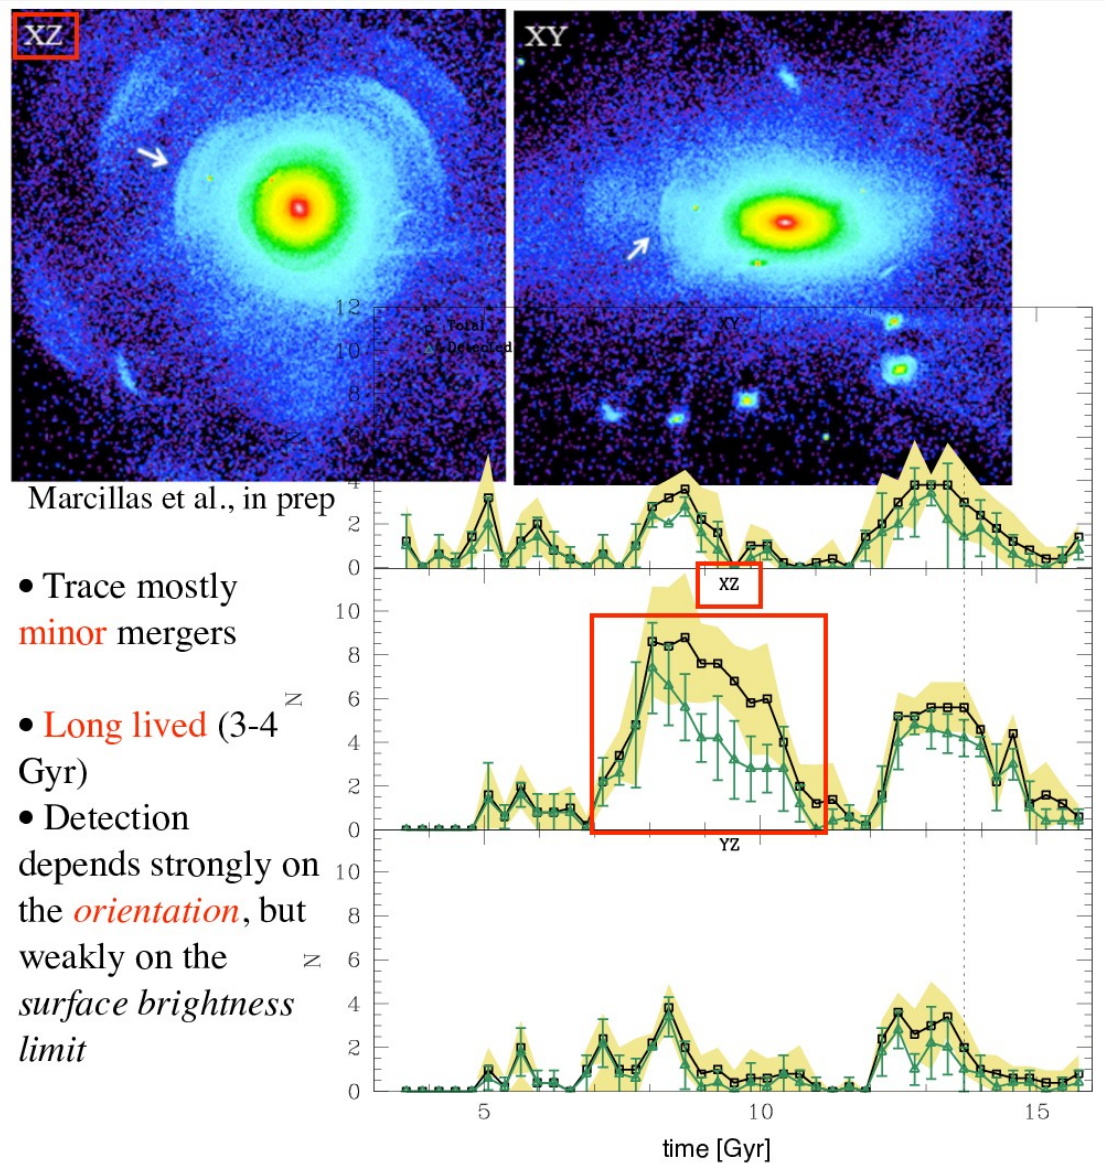 XZ
XY
12
Total
XY
10
Detected
8
N
4
2
0
Marcillas et al., in prep
• Trace mostly
minor mergers
• Long lived (3-4
Gyr)
• Detection
depends strongly on
the orientation, but
weakly on the
surface brightness
limit
XZ
10
8
N
6
4
2
0
YZ
10
8
N
6
4
2
0
5
10
15
time [Gyr]